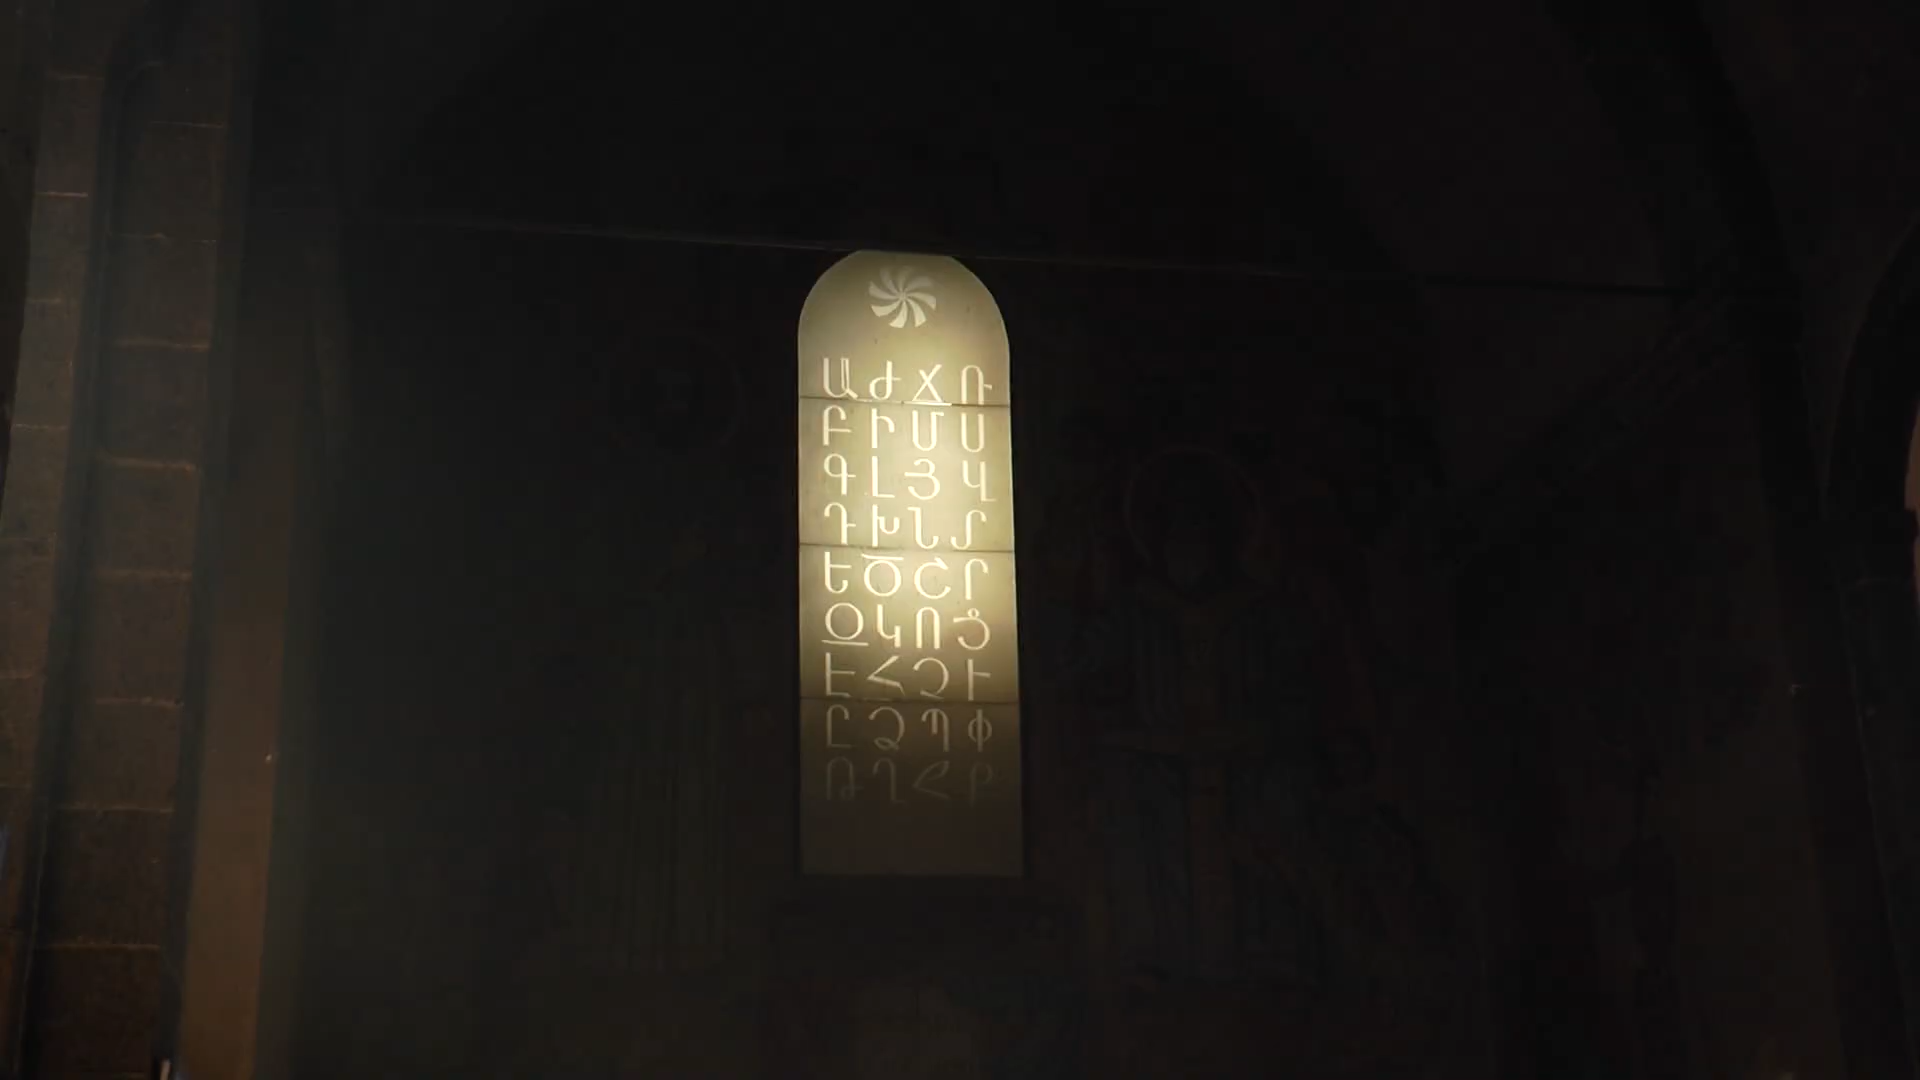 Ա Ժ Ճ Ռ
Բ Ի Մ Ս
Գ Լ Յ Վ
Դ Խ Ն Տ
Ե Ծ Շ Ր
Զ Կ Ո Ց
Է Հ Չ Ւ
Ը Ձ Պ Փ
Թ Ղ Ջ Ք